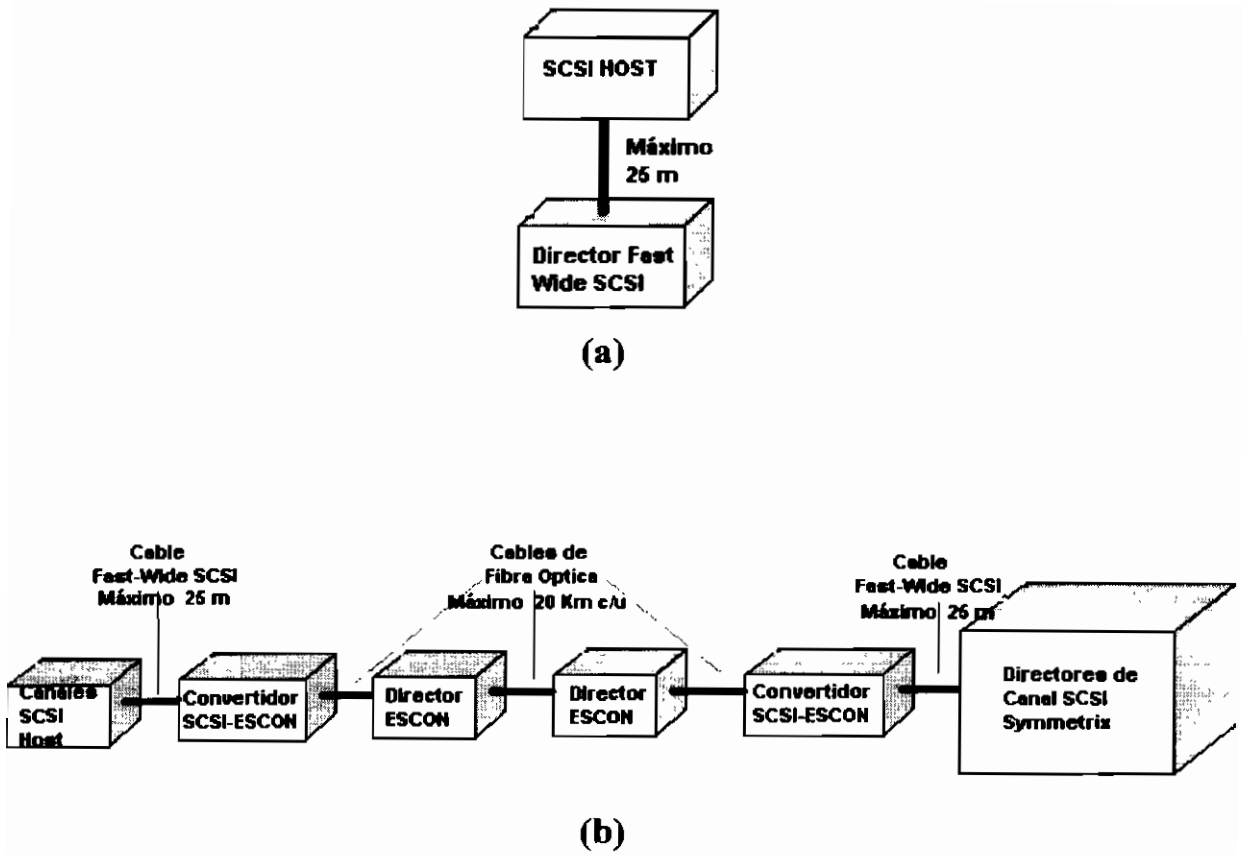 SCSI HOST
Máximo
25 m
Director Fast
Wide SCSI
(a)
Cable
Fast-Wide SCSI
Máximo 25 m
Cables de
Fibra Optica
Máximo 20 Km c/u
Cable
Fast-Wide SCSI
Máximo 25 m
Canales
SCSI
Host
Convertidor
SCSI-ESCON
Director
ESCON
Director
ESCON
Convertidor
SCSI-ESCON
Directores de
Canal SCSI
Symmetrix
(b)